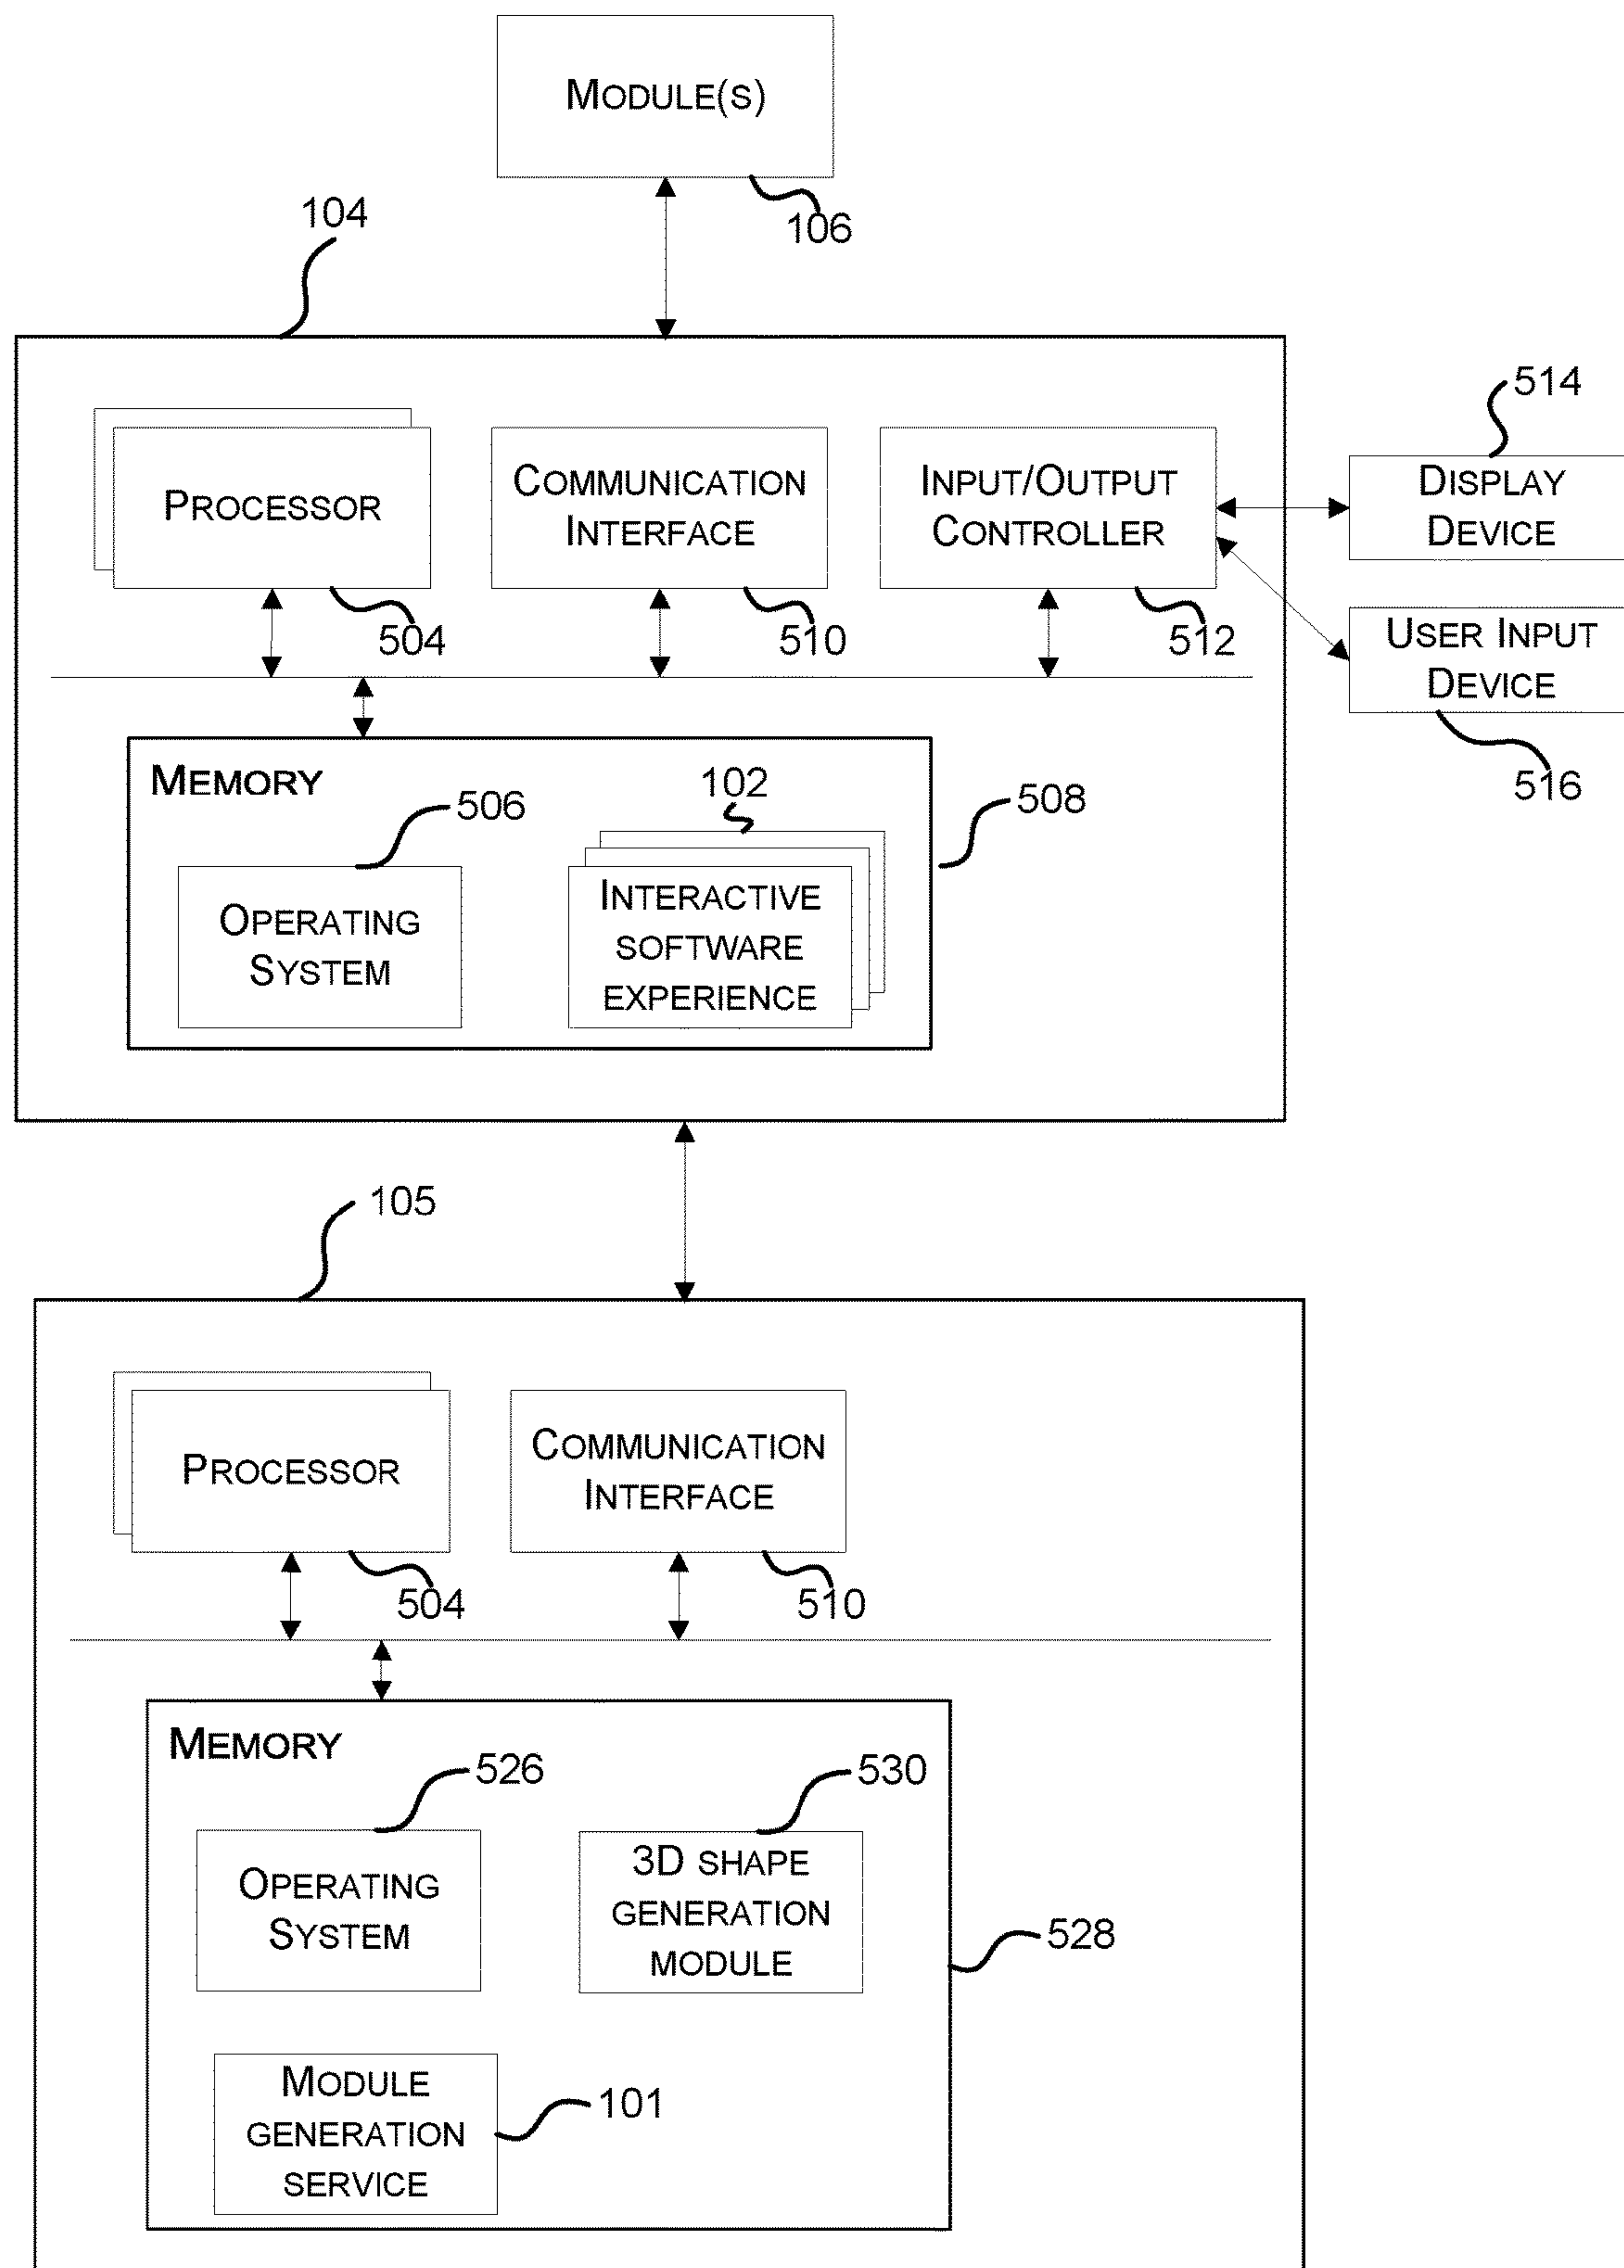 MODULE(S)
106
104
514
PROCESSOR
COMMUNICATION
INTERFACE
INPUT/OUTPUT
CONTROLLER
DISPLAY
DEVICE
504
510
512
USER INPUT
DEVICE
516
MEMORY
506
102
508
OPERATING
SYSTEM
INTERACTIVE
SOFTWARE
EXPERIENCE
105
PROCESSOR
COMMUNICATION
INTERFACE
504
510
MEMORY
526
530
OPERATING
SYSTEM
3D SHAPE
GENERATION
MODULE
528
MODULE
GENERATION
SERVICE
101